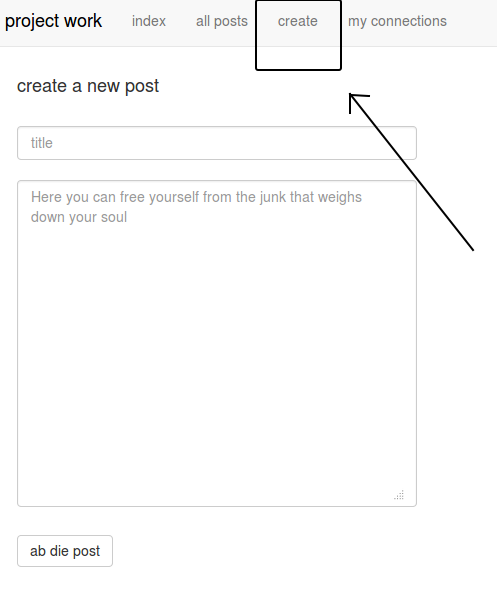 project work index all posts create my connections
create a new post
title
Here you can free yourself from the junk that weighs
down your soul
ab die post